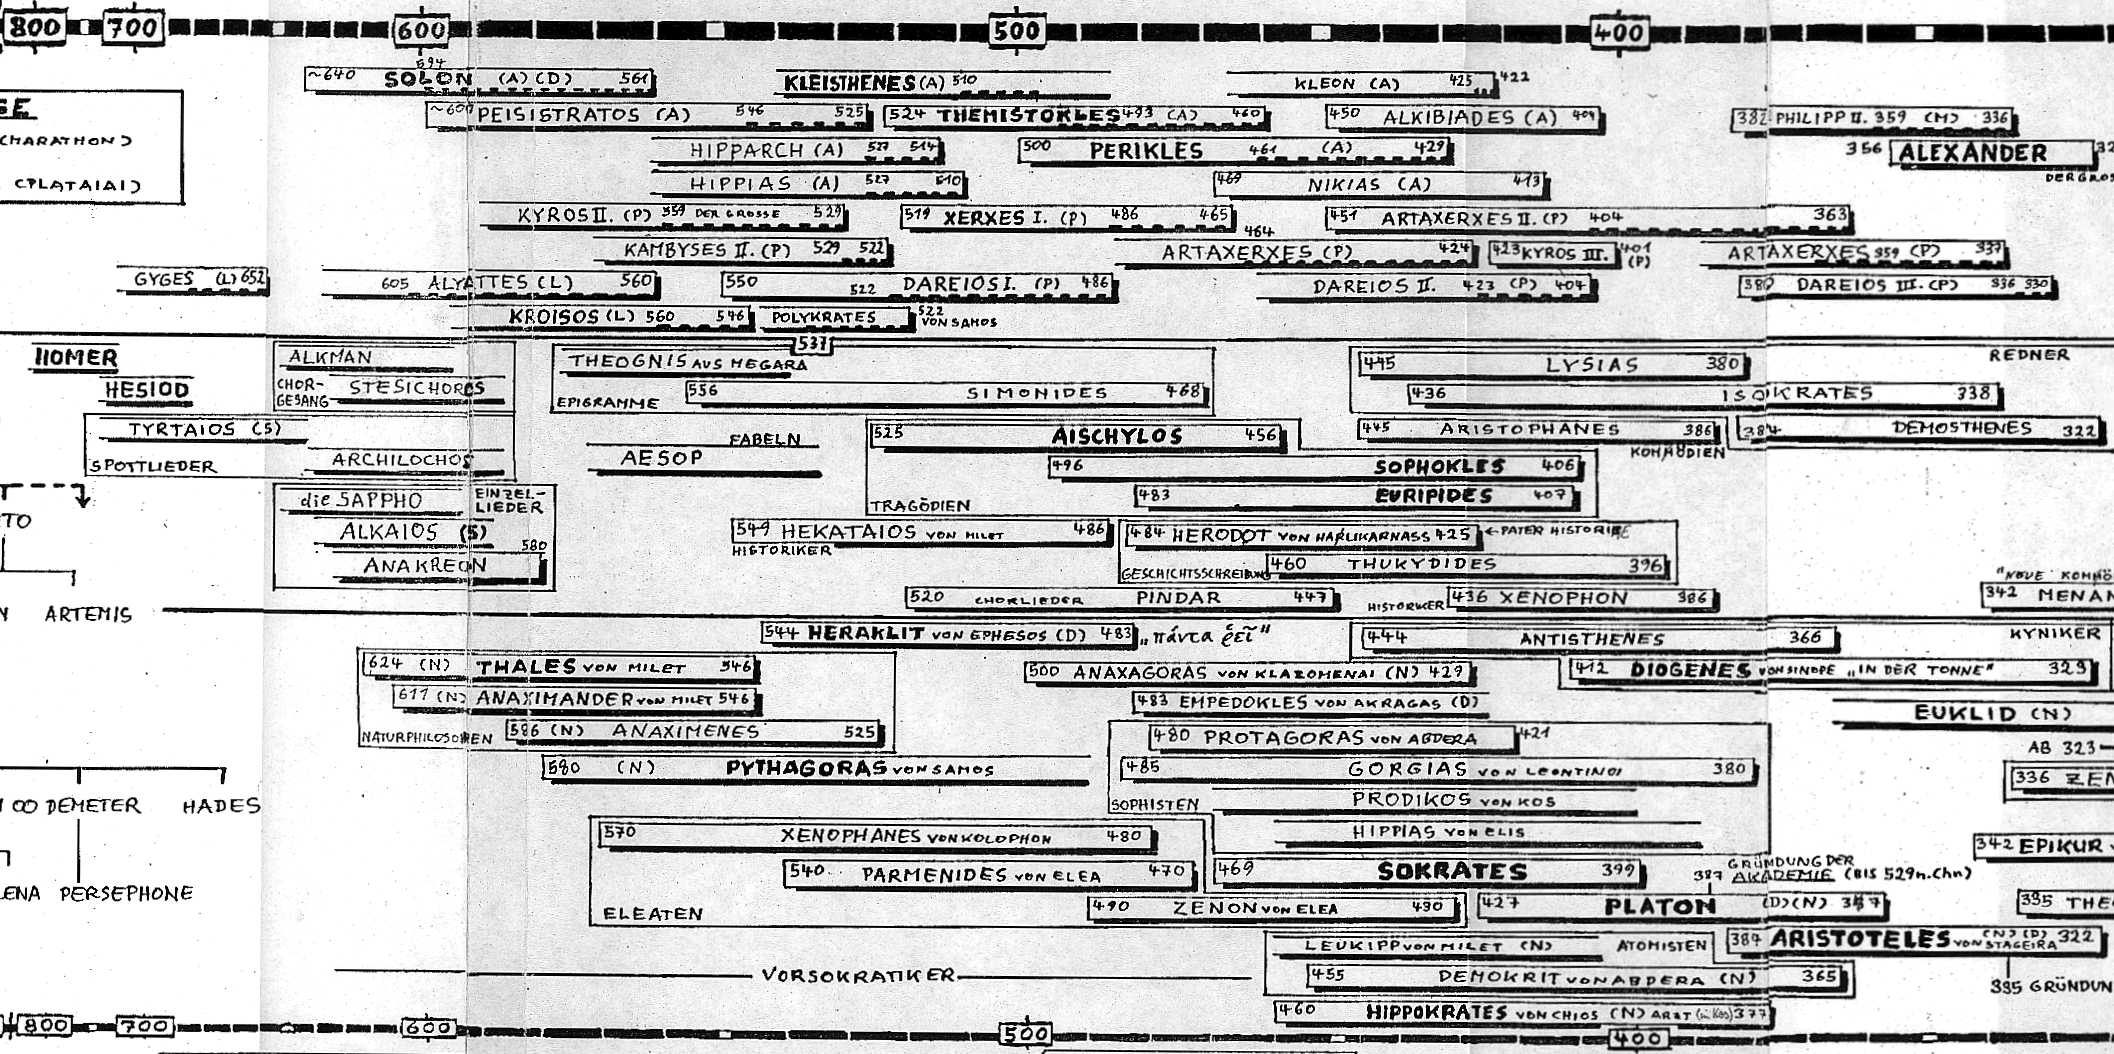 800 700 600 500 400
~640 SOLON (A) (D) 594 561
KLEISTHENES (A) 510
KLEON (A) 425 422
~600 PEISISTRATOS (A) 546 525
524 THEMISTOKLES 493 (A) 460
450 ALKIBIADES (A) 404
382 PHILIPP II. 359 (M) 336
(MARATHON)
HIPPARCH (A) 527 514
500 PERIKLES 461 (A) 429
356 ALEXANDER
DER GROS
(PLATAIAI)
HIPPIAS (A) 527 510
469 NIKIAS (A) 413
KYROS II. (P) 559 DER GROSSE 529
519 XERXES I. (P) 486 465
451 ARTAXERXES II. (P) 404 363
KAMBYSES II. (P) 529 522
464 ARTAXERXES (P) 424
423 KYROS III. 401 (P)
ARTAXERXES 359 (P) 337
GYGES (L) 652
605 ALYATTES (L) 560
550 522 DAREIOS I. (P) 486
DAREIOS II. 423 (P) 404
380 DAREIOS III. (P) 336 330
KROISOS (L) 560 546
POLYKRATES 522 VON SAMOS
537
HOMER
ALKMAN
THEOGNIS AUS MEGARA
445 LYSIAS 380
REDNER
HESIOD
CHOR-
GESANG
STESICHOROS
EPIGRAMME
556 SIMONIDES 468
436 ISOKRATES 338
TYRTAIOS (S)
FABELN
525 AISCHYLOS 456
445 ARISTOPHANES 386
KOMÖDIEN
384 DEMOSTHENES 322
SPOTTLIEDER
ARCHILOCHOS
AESOP
496 SOPHOKLES 406
die SAPPHO
EINZEL-
LIEDER
483 EURIPIDES 407
TRAGÖDIEN
TO
ALKAIOS (S)
549 HEKATAIOS VON MILET 486
HISTORIKER
484 HERODOT VON HALIKARNASS 425 ← PATER HISTORIAE
580
ANAKREON
GESCHICHTSSCHREIBUNG
460 THUKYDIDES 396
"NEUE KOMÖ
520 CHORLIEDER PINDAR 447
HISTORIKER 436 XENOPHON 386
342 MENAN
ARTEMIS
544 HERAKLIT VON EPHESOS (D) 483 „πάντα ῥεῖ"
444 ANTISTHENES 366
KYNIKER
624 (N) THALES VON MILET 546
500 ANAXAGORAS VON KLAZOMENAI (N) 429
412 DIOGENES VON SINOPE „IN DER TONNE" 323
611 (N) ANAXIMANDER VON MILET 546
483 EMPEDOKLES VON AKRAGAS (D)
EUKLID (N)
NATURPHILOSOPHEN
586 (N) ANAXIMENES 525
480 PROTAGORAS VON ABDERA 421
AB 323
580 (N) PYTHAGORAS VON SAMOS
485 GORGIAS VON LEONTINOI 380
336 ZEN
∞ DEMETER HADES
SOPHISTEN
PRODIKOS VON KOS
570 XENOPHANES VON KOLOPHON 480
HIPPIAS VON ELIS
342 EPIKUR
540 PARMENIDES VON ELEA 470
469 SOKRATES 399
GRÜNDUNG DER
387 AKADEMIE (BIS 529 n. Chn)
LENA PERSEPHONE
ELEATEN
490 ZENON VON ELEA 430
427 PLATON (D) (N) 347
335 THE
LEUKIPP VON MILET (N)
ATOMISTEN
384 ARISTOTELES VON STAGEIRA (N) (D) 322
VORSOKRATIKER
455 DEMOKRIT VON ABDERA (N) 365
335 GRÜNDUN
460 HIPPOKRATES VON CHIOS (N) ARZT (in Kos) 377
800 700 600 500 400